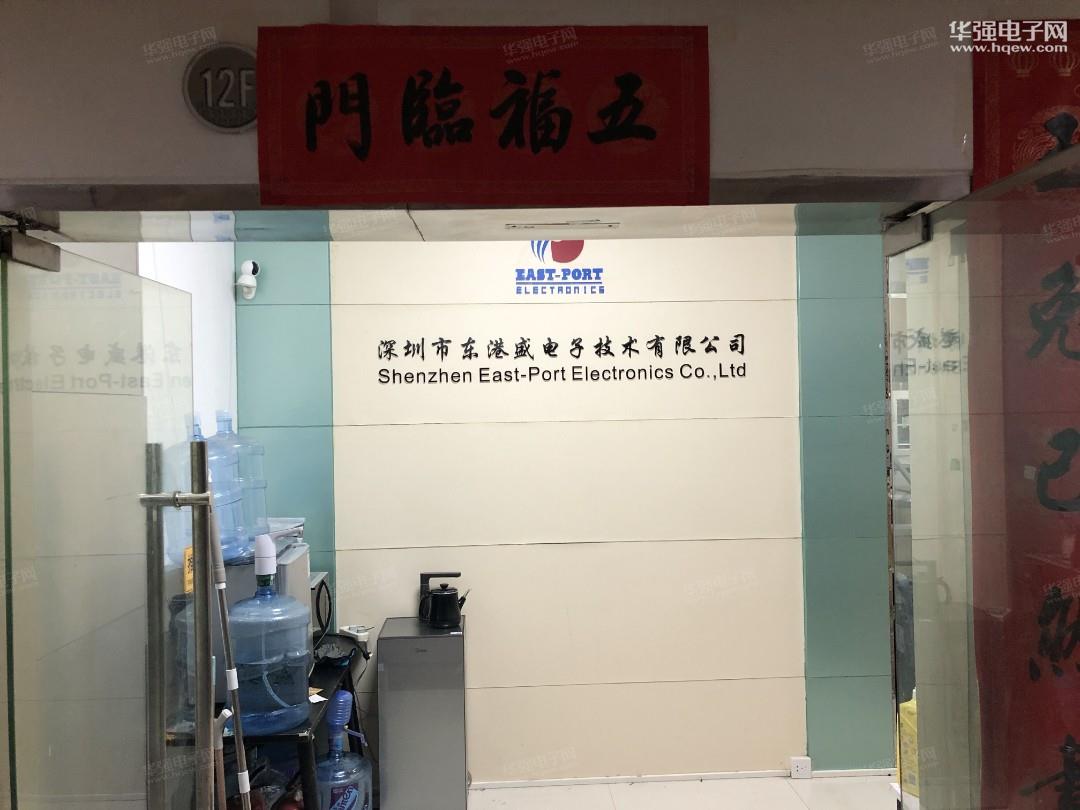 华强电子网
www.hqew.com
12F
門臨福五
EAST-PORT
ELECTRONICS
深圳市东港盛电子技术有限公司
Shenzhen East-Port Electronics Co.,Ltd
Midea